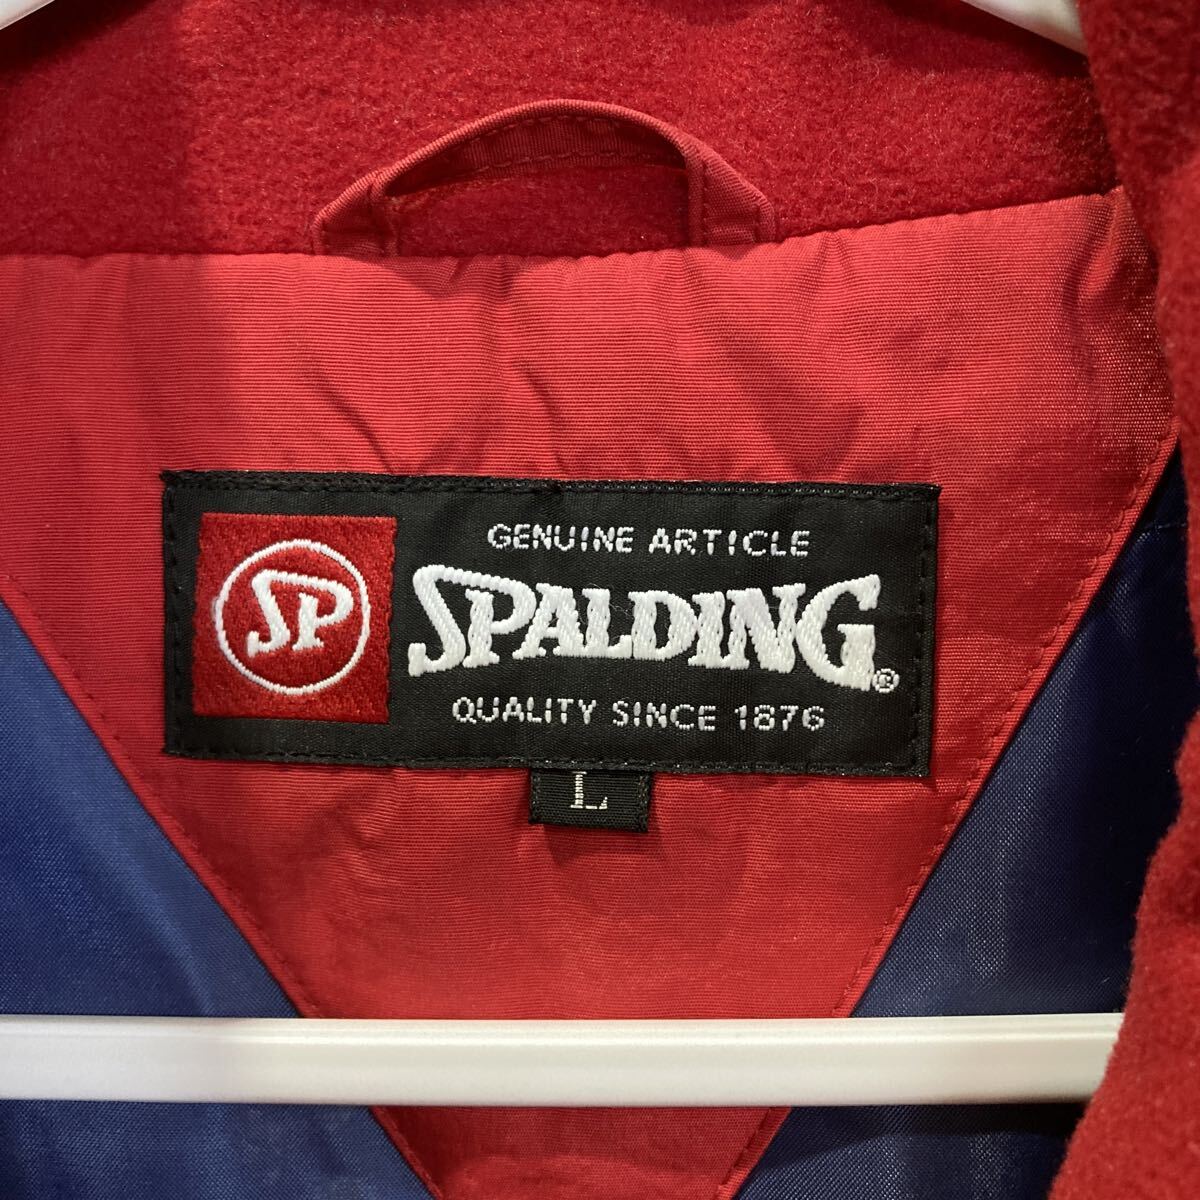 GENUINE ARTICLE
SP
SPALDING®
QUALITY SINCE 1876
L